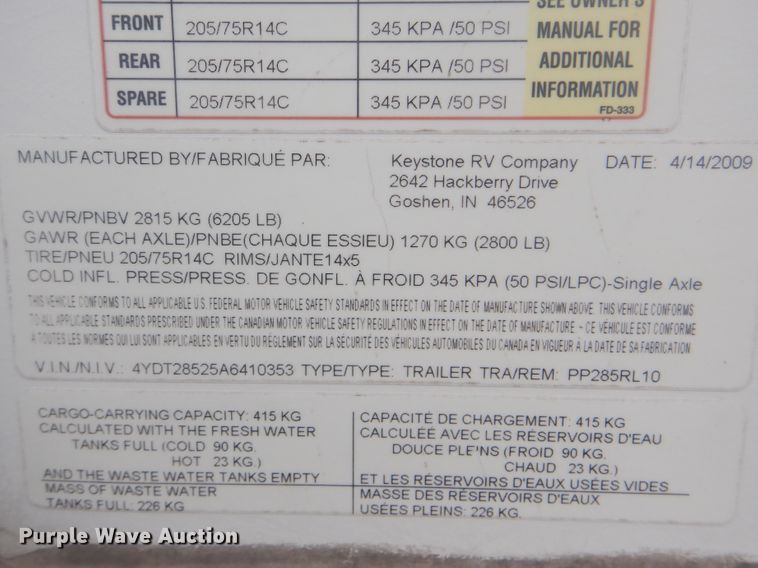 SEE OWNER'S
FRONT 205/75R14C 345 KPA /50 PSI MANUAL FOR
REAR 205/75R14C 345 KPA /50 PSI ADDITIONAL
INFORMATION
SPARE 205/75R14C 345 KPA /50 PSI
FD-333
MANUFACTURED BY/FABRIQUÉ PAR: Keystone RV Company DATE: 4/14/2009
2642 Hackberry Drive
Goshen, IN 46526
GVWR/PNBV 2815 KG (6205 LB)
GAWR (EACH AXLE)/PNBE(CHAQUE ESSIEU) 1270 KG (2800 LB)
TIRE/PNEU 205/75R14C RIMS/JANTE14x5
COLD INFL. PRESS/PRESS. DE GONFL. À FROID 345 KPA (50 PSI/LPC)-Single Axle
THIS VEHICLE CONFORMS TO ALL APPLICABLE U.S. FEDERAL MOTOR VEHICLE SAFETY STANDARDS IN EFFECT ON THE DATE OF MANUFACTURE SHOWN ABOVE. THIS VEHICLE CONFORMS
TO ALL APPLICABLE STANDARDS PRESCRIBED UNDER THE CANADIAN MOTOR VEHICLE SAFETY REGULATIONS IN EFFECT ON THE DATE OF MANUFACTURE - CE VÉHICULE EST CONFORME
A TOUTES LES NORMES QUI LUI SONT APPLICABLES EN VERTU DU RÈGLEMENT SUR LA SÉCURITÉ DES VÉHICULES AUTOMOBILES DU CANADA EN VIGUEUR À LA DATE DE SA FABRICATION
V.I.N./N.I.V.: 4YDT28525A6410353 TYPE/TYPE: TRAILER TRA/REM: PP285RL10
CARGO-CARRYING CAPACITY: 415 KG
CALCULATED WITH THE FRESH WATER
TANKS FULL (COLD 90 KG.
HOT 23 KG.)
AND THE WASTE WATER TANKS EMPTY
MASS OF WASTE WATER
TANKS FULL: 226 KG
CAPACITÉ DE CHARGEMENT: 415 KG
CALCULÉE AVEC LES RÉSERVOIRS D'EAU
DOUCE PLEINS (FROID 90 KG.
CHAUD 23 KG.)
ET LES RÉSERVOIRS D'EAUX USÉES VIDES
MASSE DES RÉSERVOIRS D'EAUX
USÉES PLEINS: 226 KG.
Purple Wave Auction